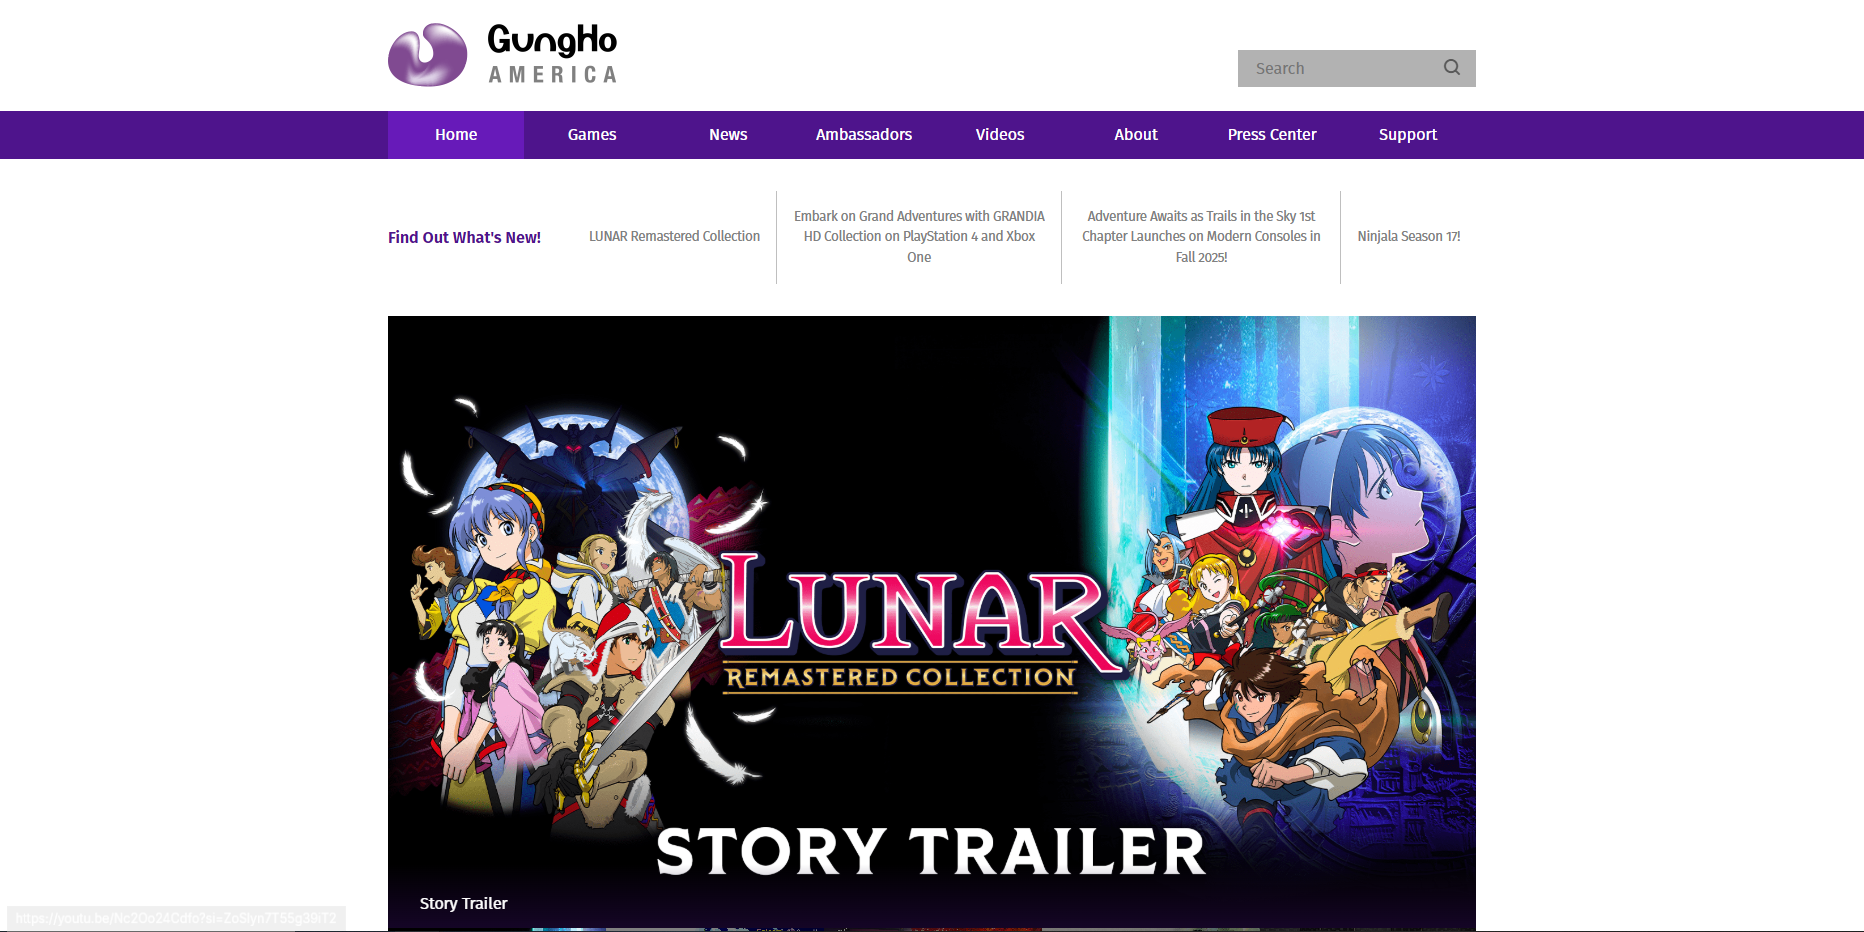 GungHo
AMERICA
Search
Home
Games
News
Ambassadors
Videos
About
Press Center
Support
Find Out What's New!
LUNAR Remastered Collection
Embark on Grand Adventures with GRANDIA
HD Collection on PlayStation 4 and Xbox
One
Adventure Awaits as Trails in the Sky 1st
Chapter Launches on Modern Consoles in
Fall 2025!
Ninjala Season 17!
LUNAR
REMASTERED COLLECTION
STORY TRAILER
Story Trailer